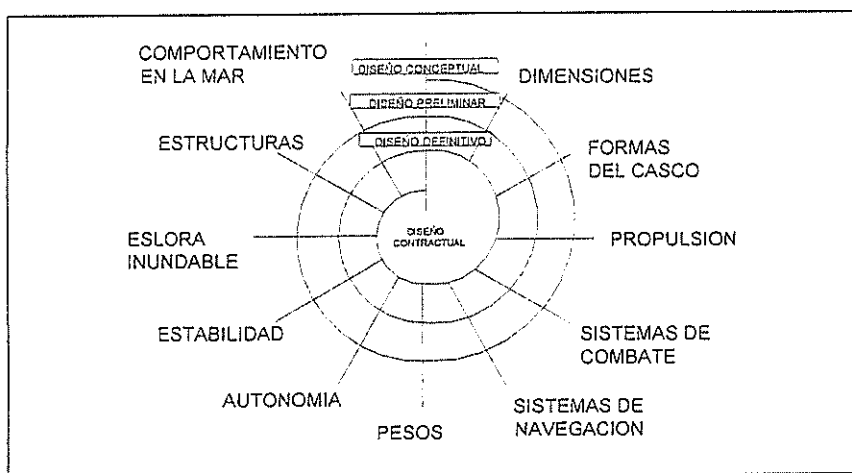 COMPORTAMIENTO
EN LA MAR
DISEÑO CONCEPTUAL
DIMENSIONES
DISEÑO PRELIMINAR
ESTRUCTURAS
DISEÑO DEFINITIVO
FORMAS
DEL CASCO
DISEÑO
CONTRACTUAL
ESLORA
INUNDABLE
PROPULSION
ESTABILIDAD
SISTEMAS DE
COMBATE
AUTONOMIA
SISTEMAS DE
NAVEGACION
PESOS